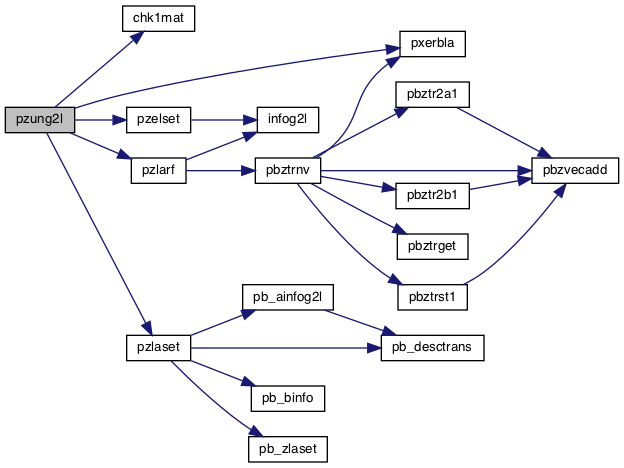 chk1mat
pxerbla
pbztr2a1
pzung2l
pzelset
infog2l
pzlarf
pbztrnv
pbzvecadd
pbztr2b1
pbztrget
pb_ainfog2l
pbztrst1
pzlaset
pb_desctrans
pb_binfo
pb_zlaset